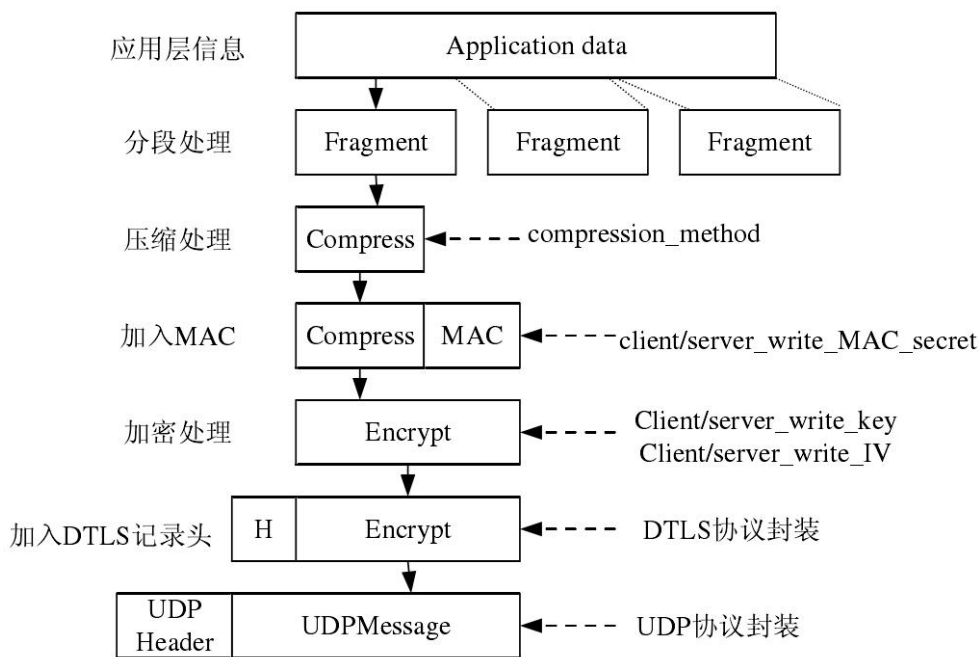 应用层信息
Application data
分段处理
Fragment
Fragment
Fragment
压缩处理
Compress
compression_method
加入MAC
Compress
MAC
client/server_write_MAC_secret
加密处理
Encrypt
Client/server_write_key
Client/server_write_IV
加入DTLS记录头
H
Encrypt
DTLS协议封装
UDP
Header
UDPMessage
UDP协议封装